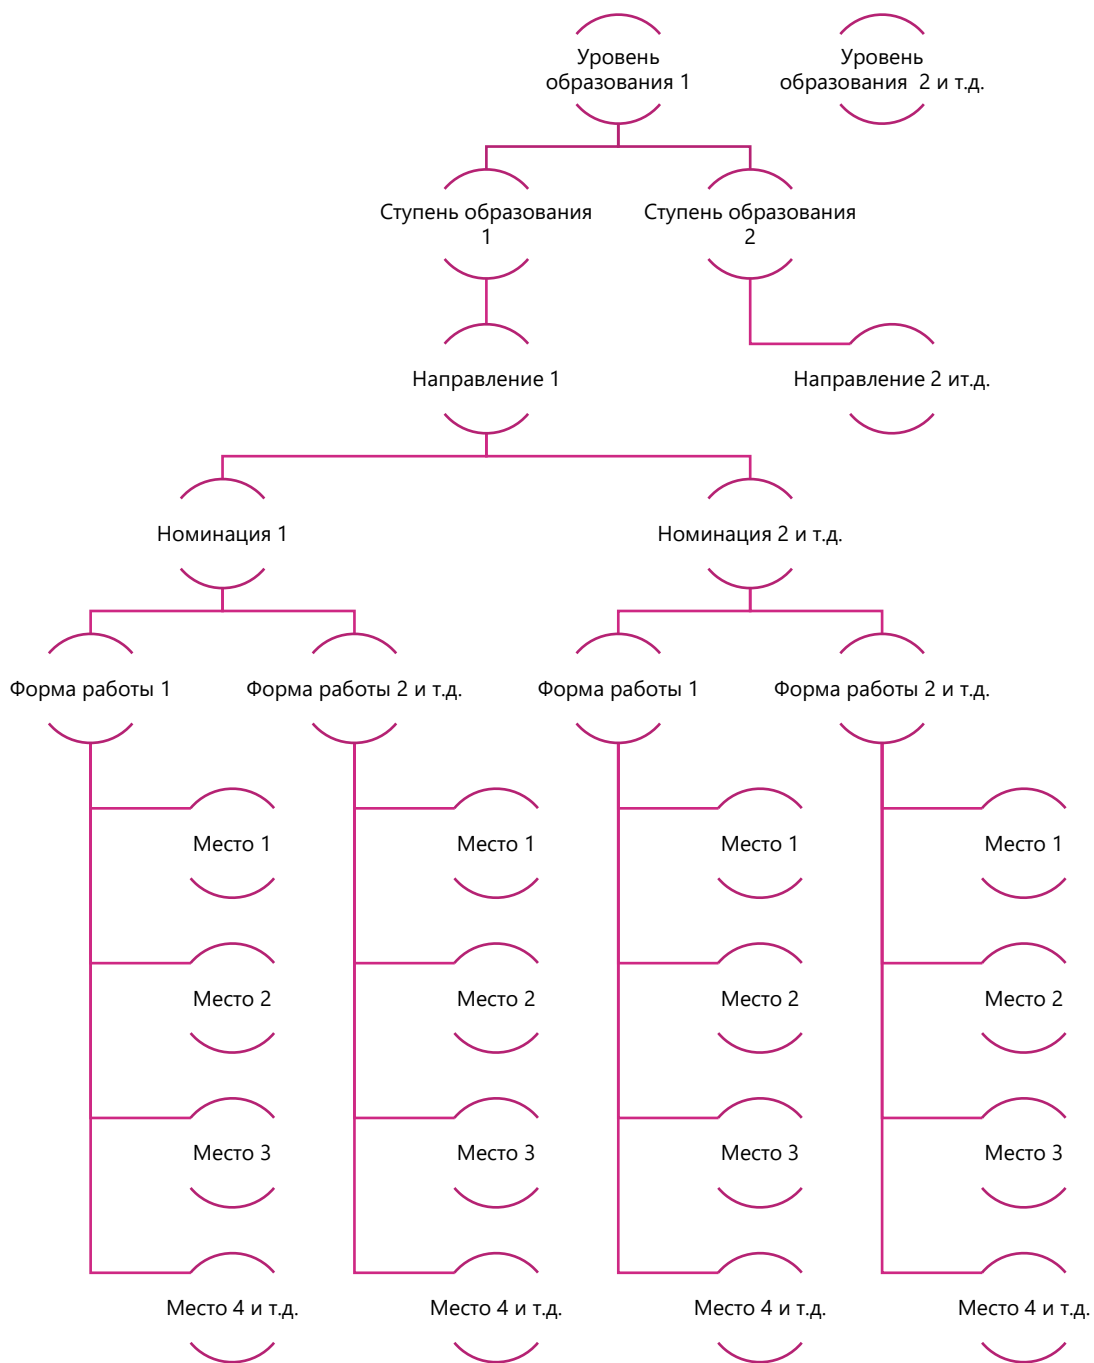 Уровень
образования 1
Уровень
образования 2 и т.д.
Ступень образования
1
Ступень образования
2
Направление 1
Направление 2 ит.д.
Номинация 1
Номинация 2 и т.д.
Форма работы 1
Форма работы 2 и т.д.
Форма работы 1
Форма работы 2 и т.д.
Место 1
Место 1
Место 1
Место 1
Место 2
Место 2
Место 2
Место 2
Место 3
Место 3
Место 3
Место 3
Место 4 и т.д.
Место 4 и т.д.
Место 4 и т.д.
Место 4 и т.д.